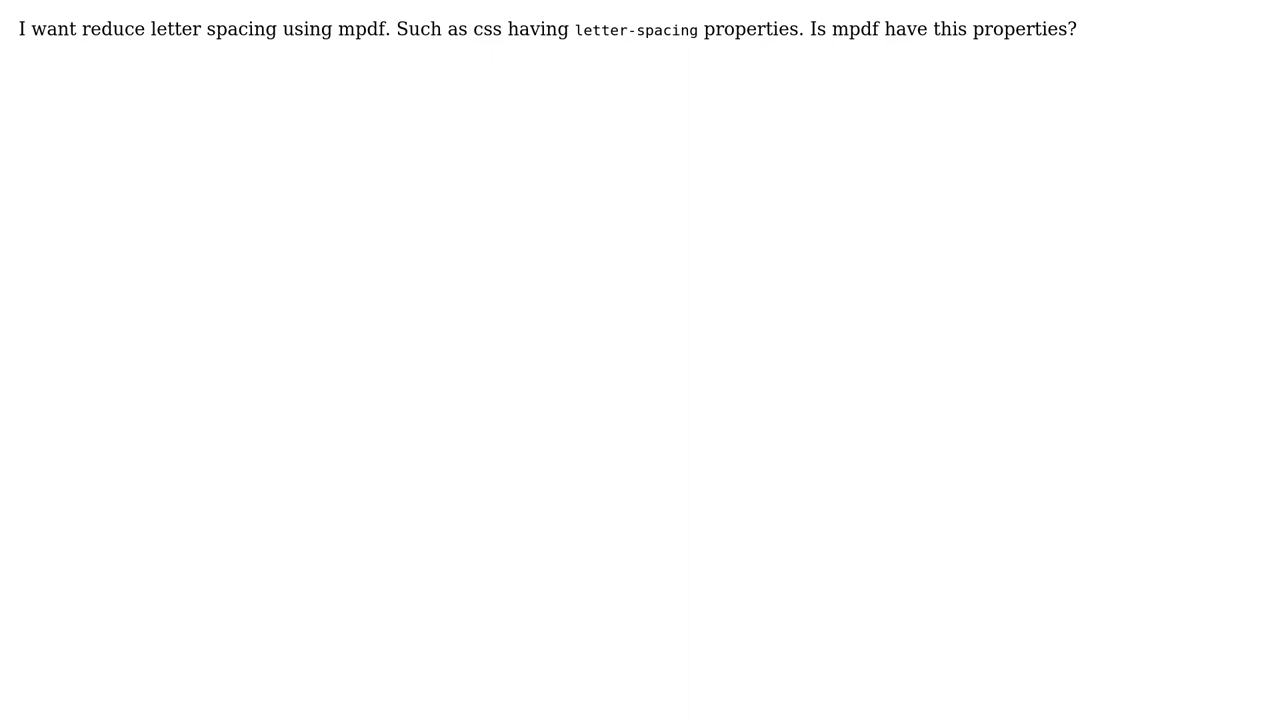 I want reduce letter spacing using mpdf. Such as css having letter-spacing properties. Is mpdf have this properties?